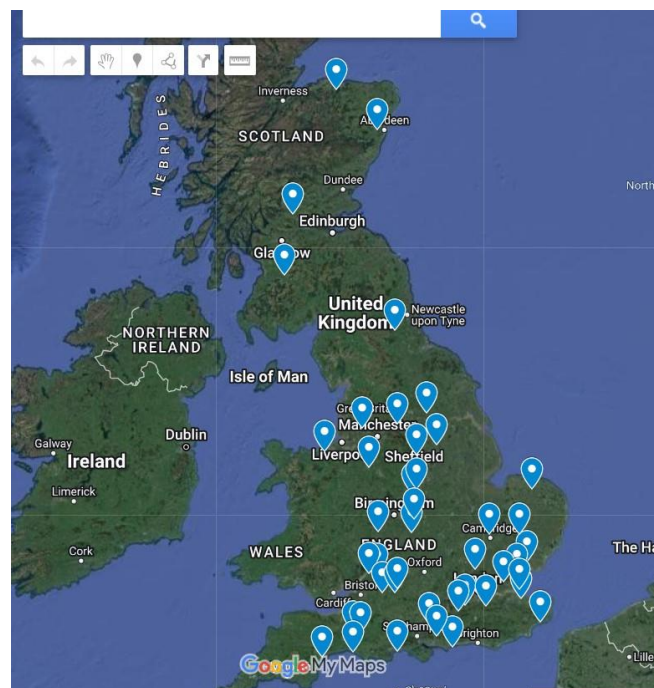 Inverness
Aberdeen
SCOTLAND
HEBRIDES
Dundee
North
Edinburgh
Glasgow
United
Kingdom
Newcastle
upon Tyne
NORTHERN
IRELAND
Isle of Man
Manchester
Galway
Dublin
Liverpool
Sheffield
Ireland
Limerick
Birmingham
Cambridge
Cork
WALES
ENGLAND
The Ha
Oxford
London
Bristol
Cardiff
Brighton
Lille
Google My Maps